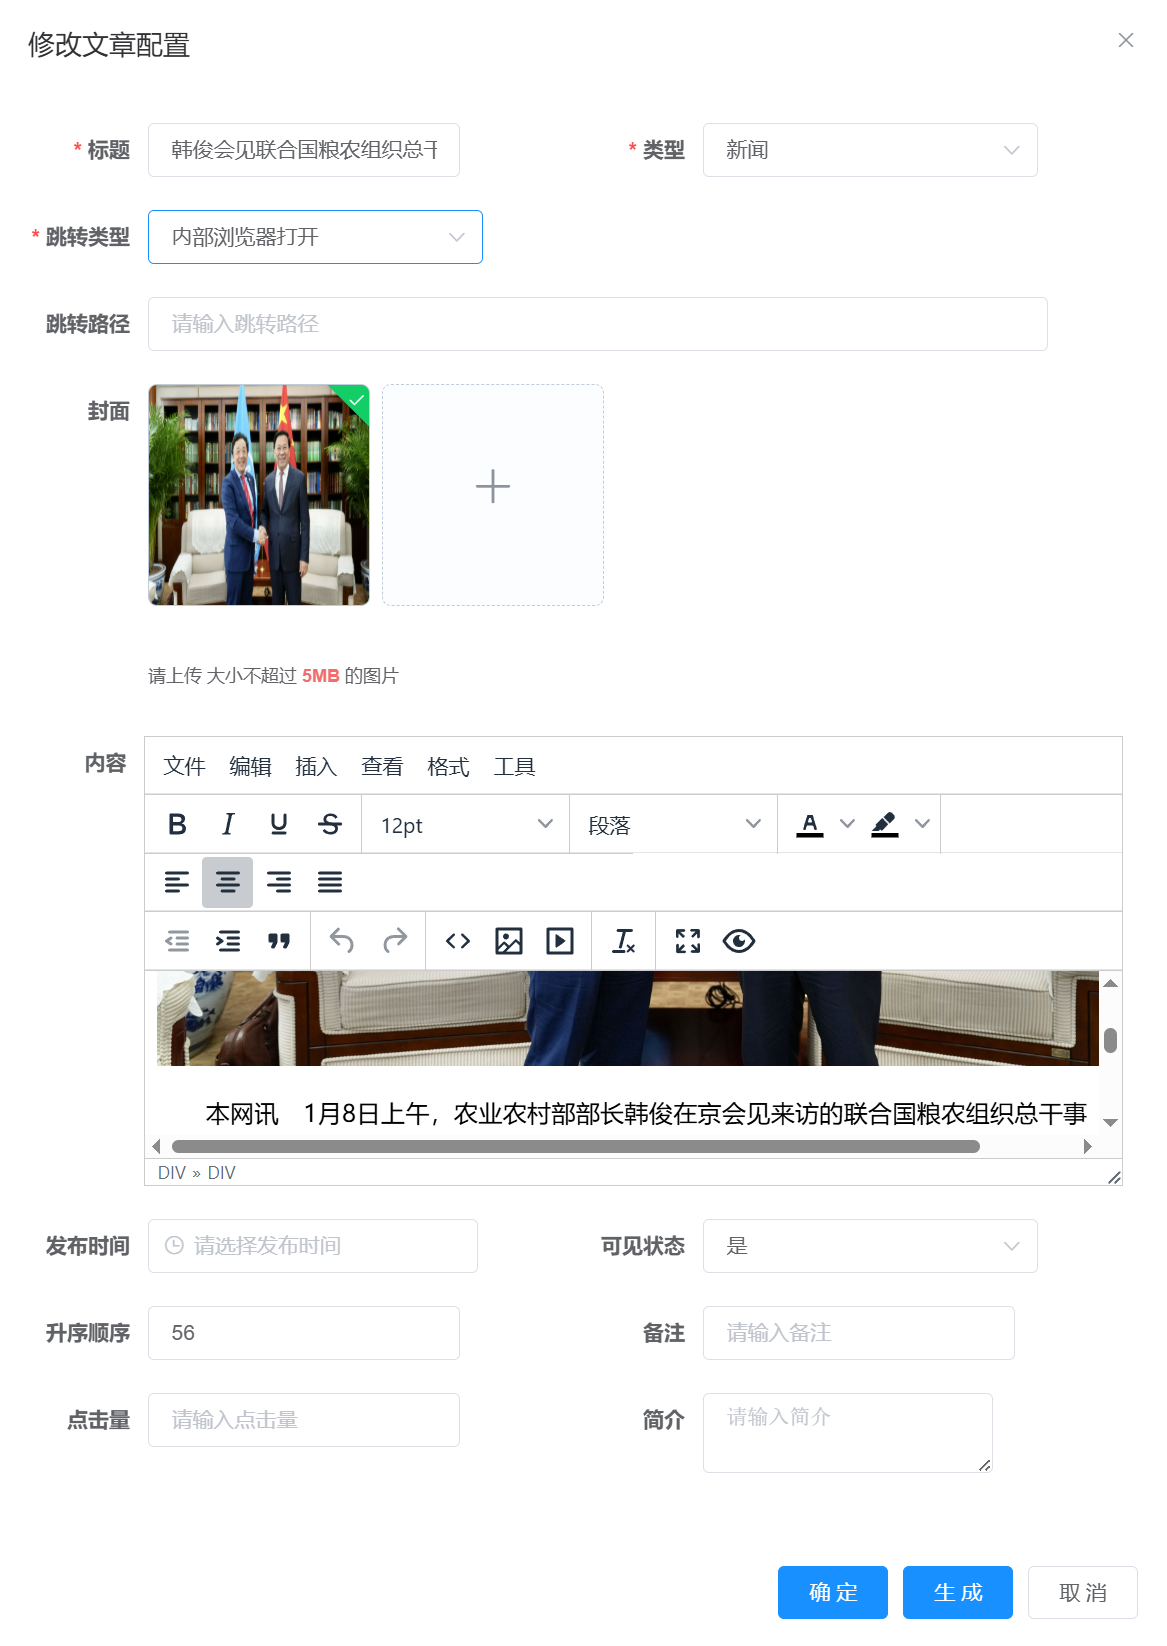 修改文章配置
* 标题 韩俊会见联合国粮农组织总干
* 类型 新闻
* 跳转类型 内部浏览器打开
跳转路径 请输入跳转路径
封面
请上传 大小不超过 5MB 的图片
内容
文件 编辑 插入 查看 格式 工具
B I U S 12pt 段落 A
DIV » DIV
本网讯 1月8日上午，农业农村部部长韩俊在京会见来访的联合国粮农组织总干事
发布时间 请选择发布时间
可见状态 是
升序顺序 56
备注 请输入备注
点击量 请输入点击量
简介 请输入简介
确定 生成 取消